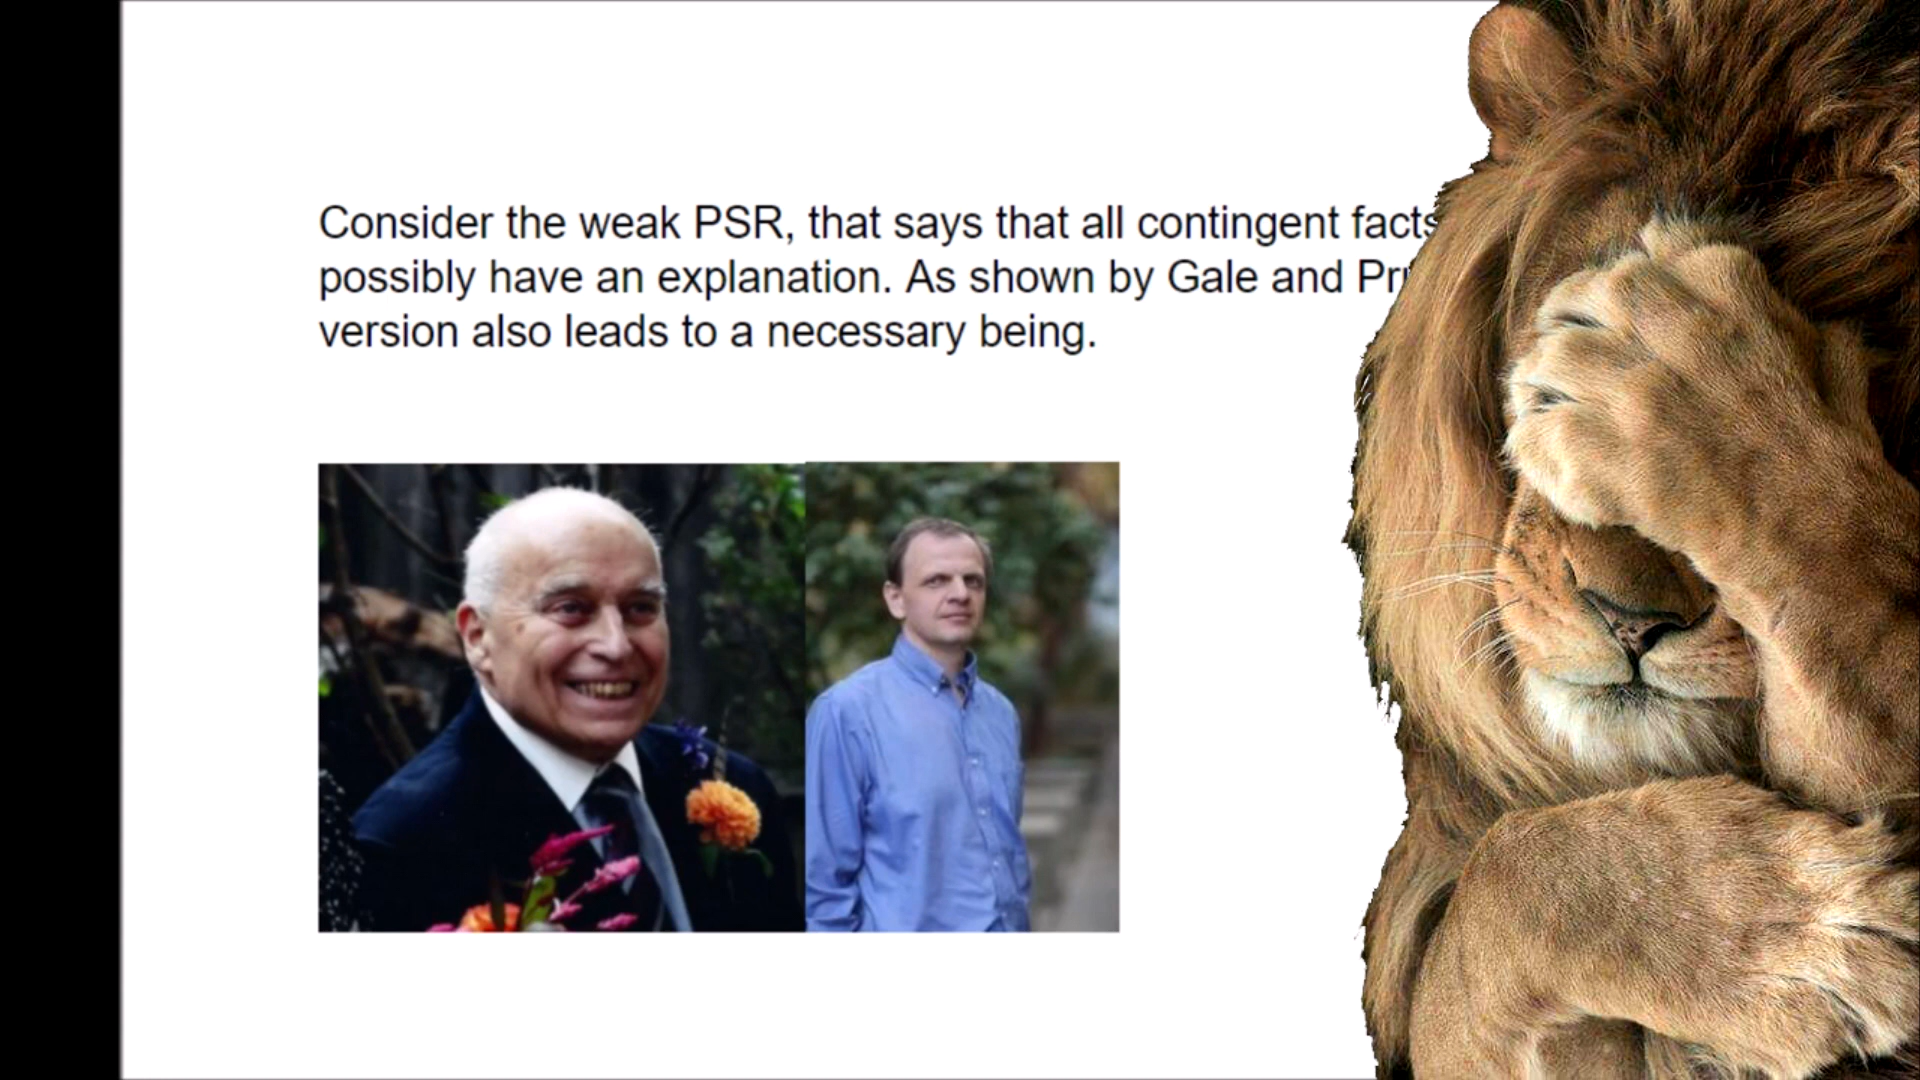 Consider the weak PSR, that says that all contingent facts
possibly have an explanation. As shown by Gale and
version also leads to a necessary being.